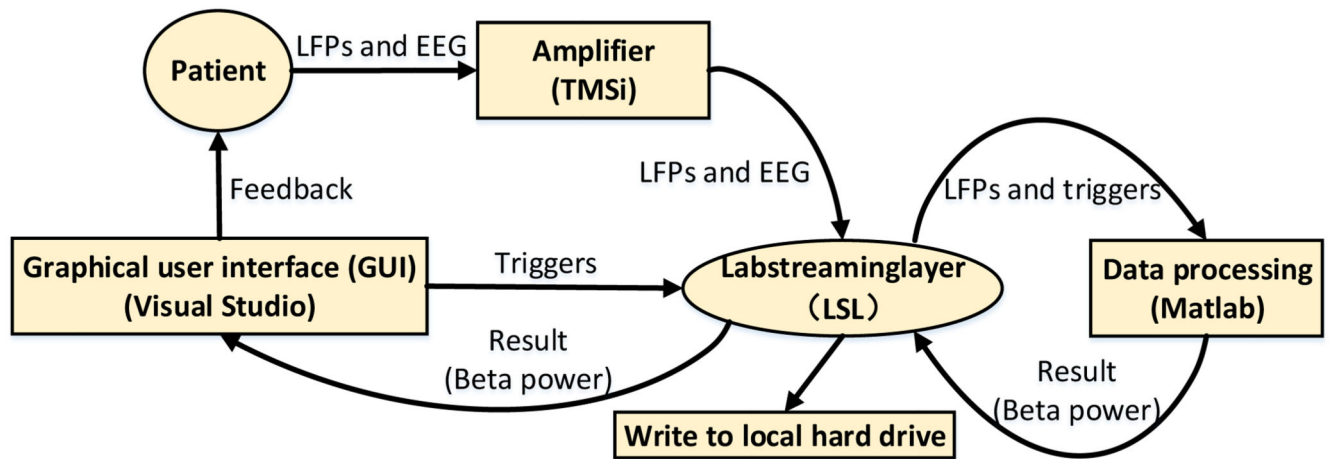 LFPs and EEG
Patient
Amplifier
(TMSi)
LFPs and EEG
LFPs and triggers
Feedback
Graphical user interface (GUI)
(Visual Studio)
Triggers
Labstreaminglayer
（LSL）
Data processing
(Matlab)
Result
(Beta power)
Result
(Beta power)
Write to local hard drive